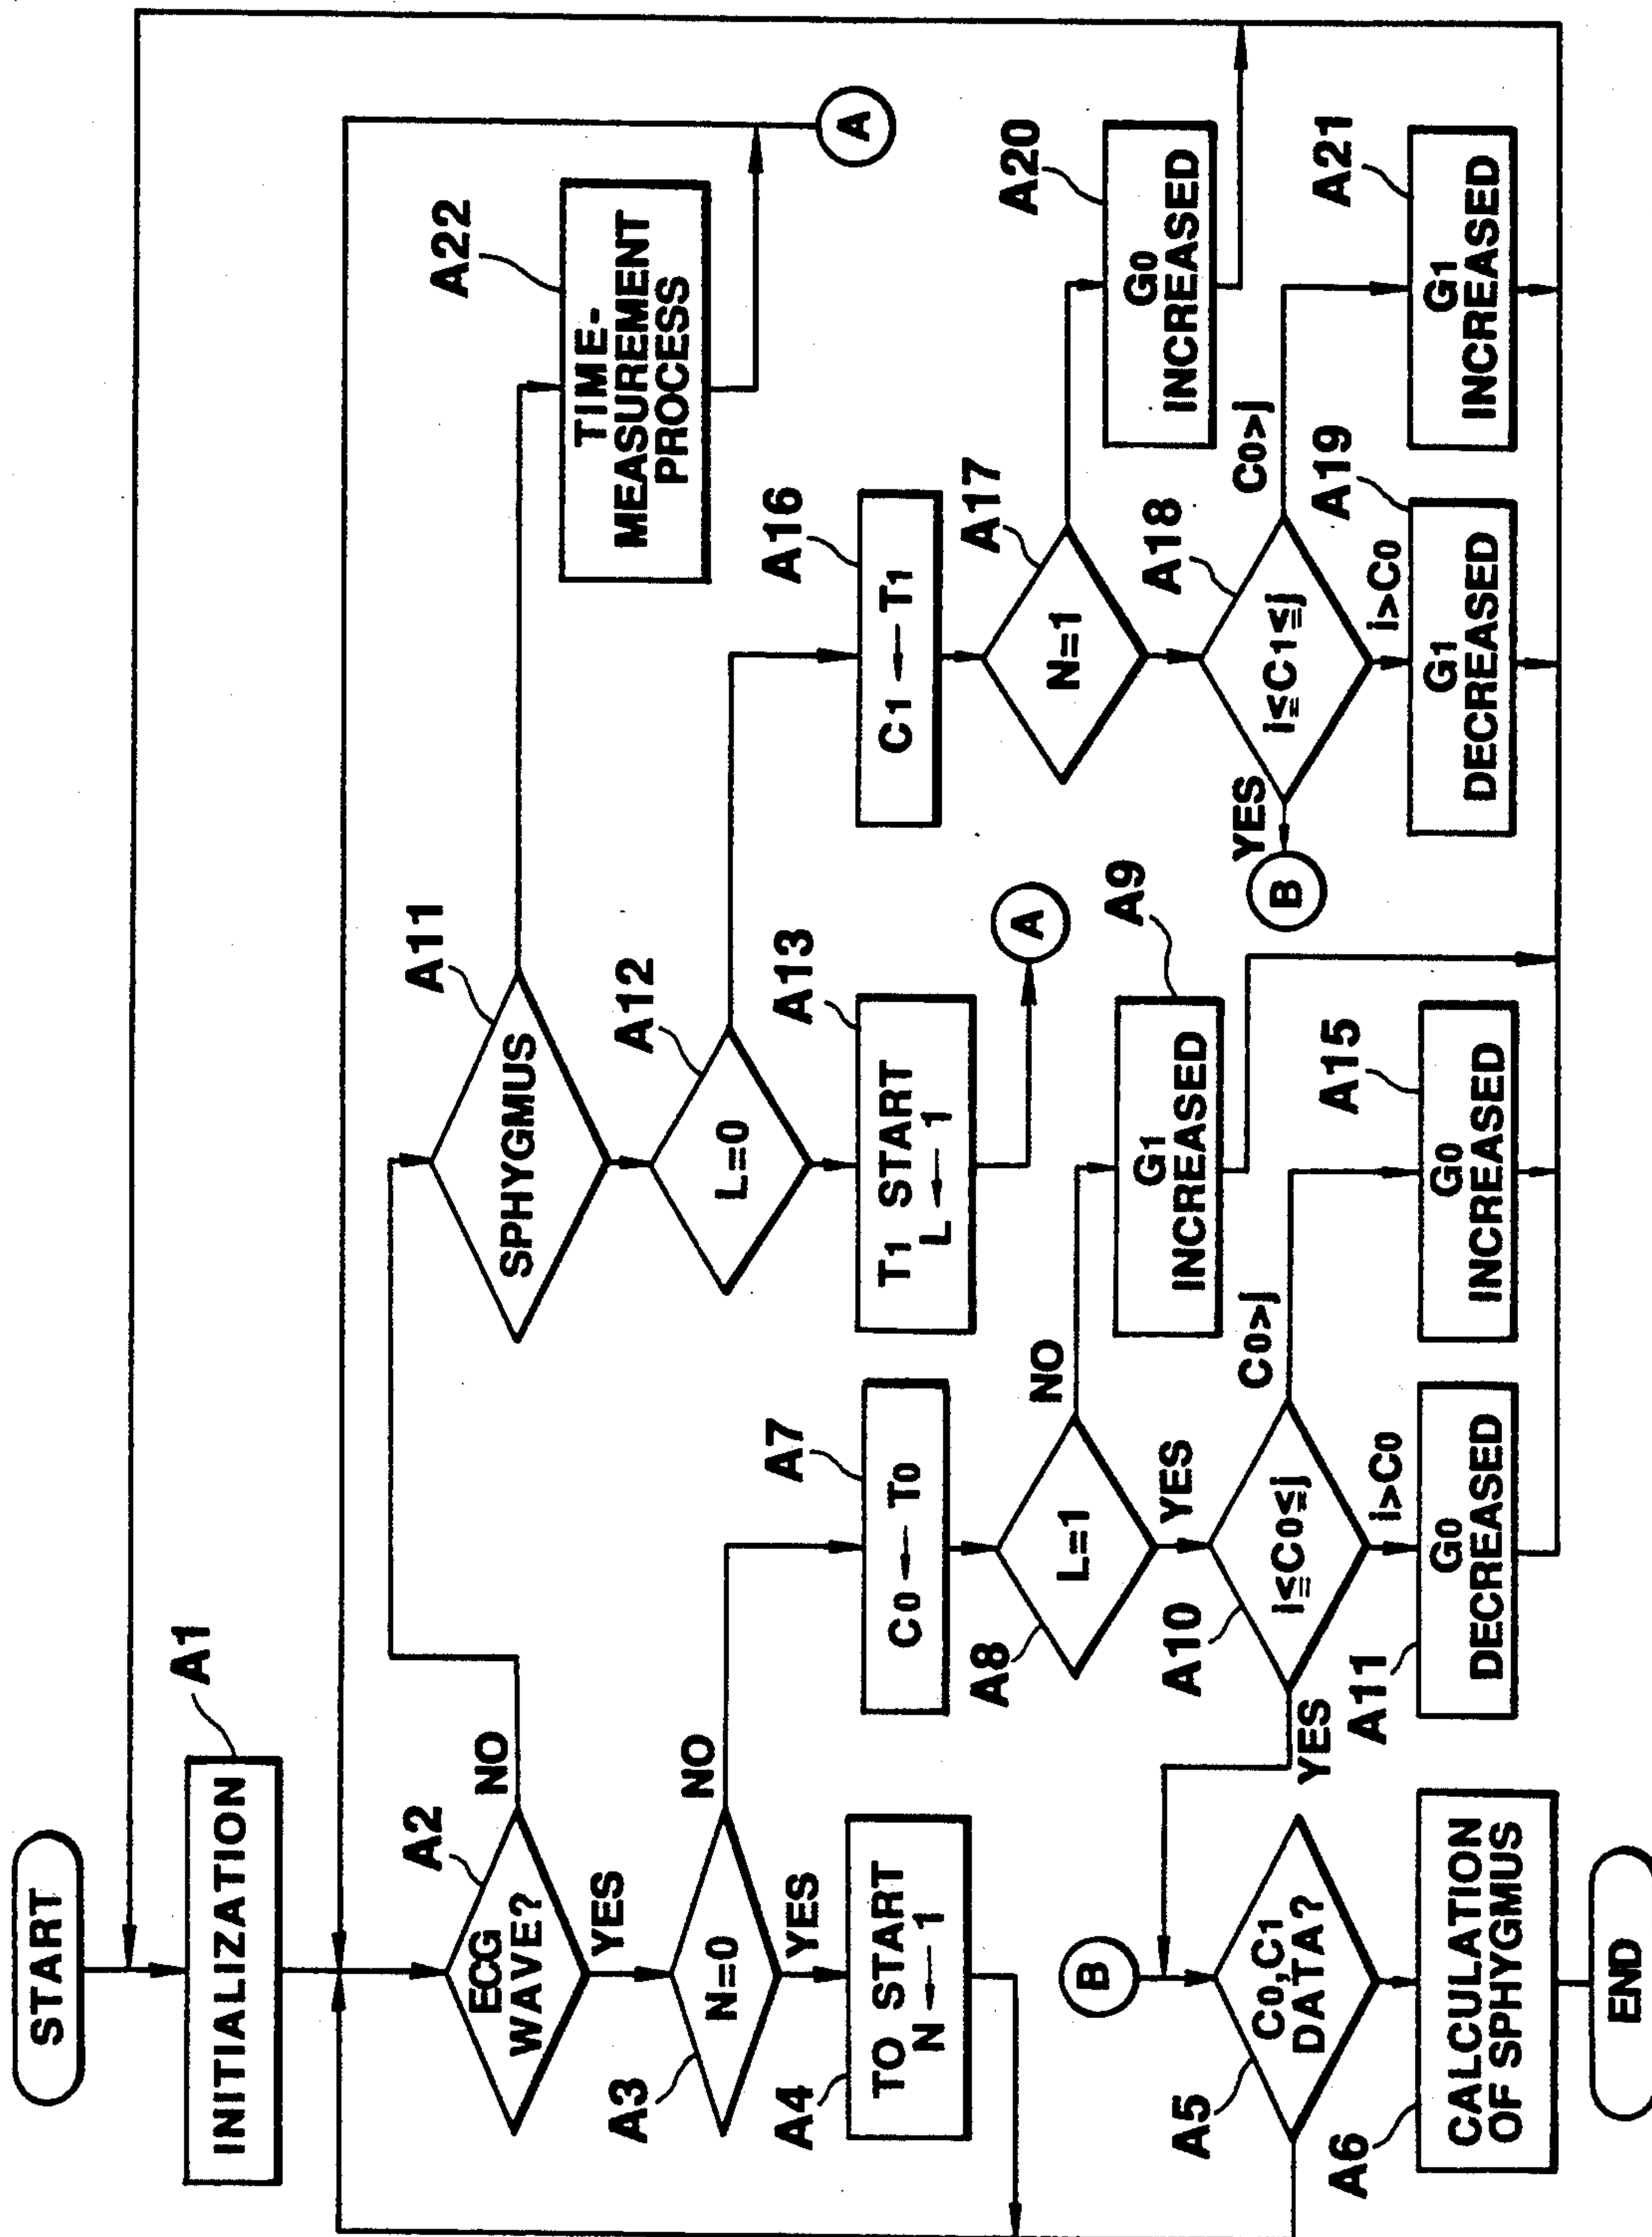 START
A1
INITIALIZATION
A2
ECG
WAVE?
NO
YES
A3
N=0
NO
YES
A4
TO START
N ← 1
B
A5
C0,C1
DATA?
A6
CALCULATION
OF SPHYGMUS
END
A7
C0 ← T0
A8
L=1
NO
YES
A9
G1
INCREASED
A10
i≦C0≦j
YES
C0>j
i>C0
A11
G0
DECREASED
A15
G0
INCREASED
A11
SPHYGMUS
A12
L=0
A13
T1 START
L ← 1
A
A22
TIME-
MEASUREMENT
PROCESS
A
A16
C1 ← T1
A17
N=1
A20
G0
INCREASED
A18
i≦C1≦j
YES
B
C0>j
i>C0
A19
G1
DECREASED
A21
G1
INCREASED